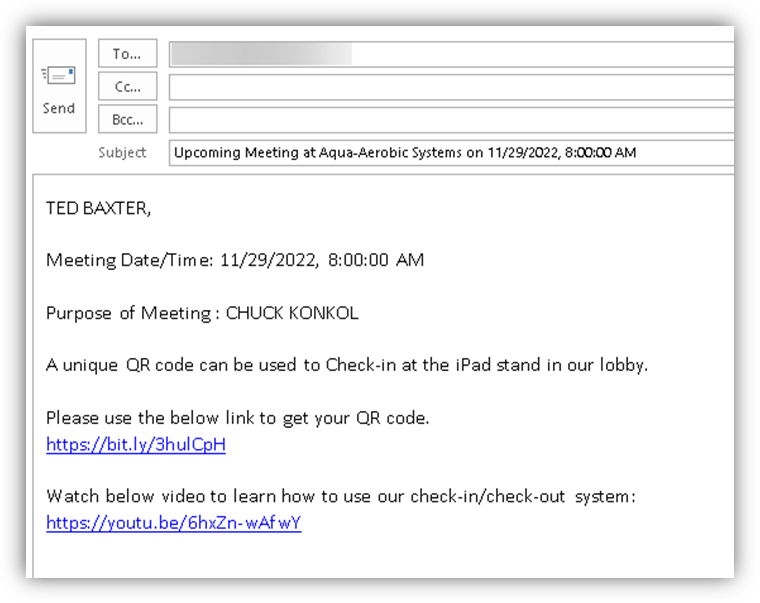 To...
Cc...
Send
Bcc...
Subject Upcoming Meeting at Aqua-Aerobic Systems on 11/29/2022, 8:00:00 AM
TED BAXTER,
Meeting Date/Time: 11/29/2022, 8:00:00 AM
Purpose of Meeting : CHUCK KONKOL
A unique QR code can be used to Check-in at the iPad stand in our lobby.
Please use the below link to get your QR code.
https://bit.ly/3hulCpH
Watch below video to learn how to use our check-in/check-out system:
https://youtu.be/6hxZn-wAfwY